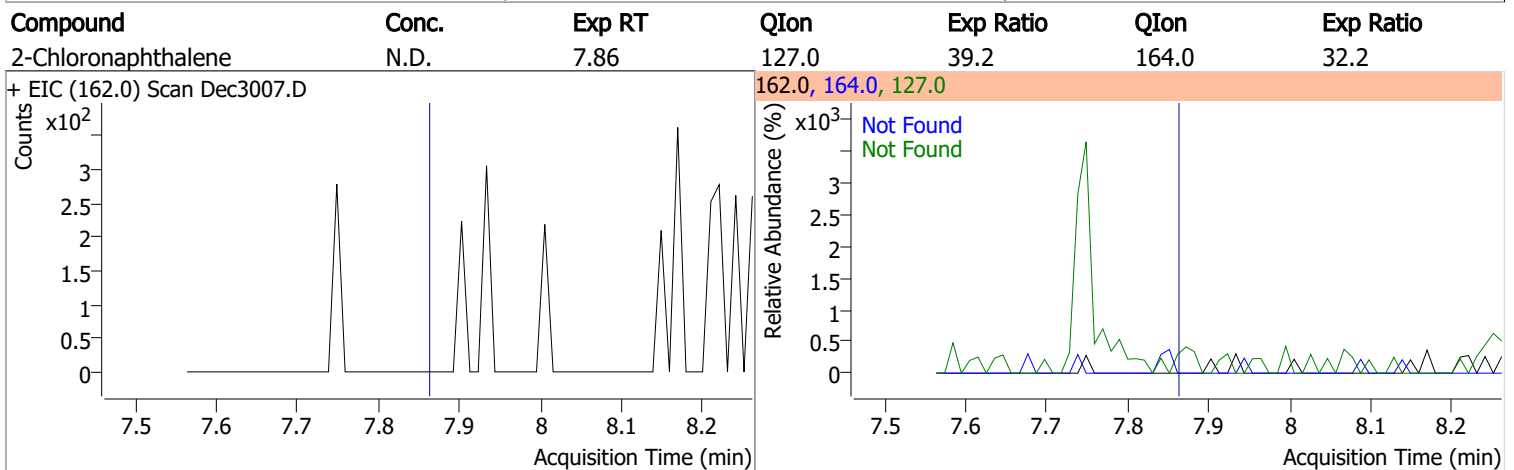 Compound Conc. Exp RT QIon Exp Ratio QIon Exp Ratio
2-Chloronaphthalene N.D. 7.86 127.0 39.2 164.0 32.2
+ EIC (162.0) Scan Dec3007.D
Counts
x10²
3
2.5
2
1.5
1
0.5
0
7.5 7.6 7.7 7.8 7.9 8 8.1 8.2
Acquisition Time (min)
162.0, 164.0, 127.0
Relative Abundance (%)
x10³
Not Found
Not Found
3
2.5
2
1.5
1
0.5
0
7.5 7.6 7.7 7.8 7.9 8 8.1 8.2
Acquisition Time (min)